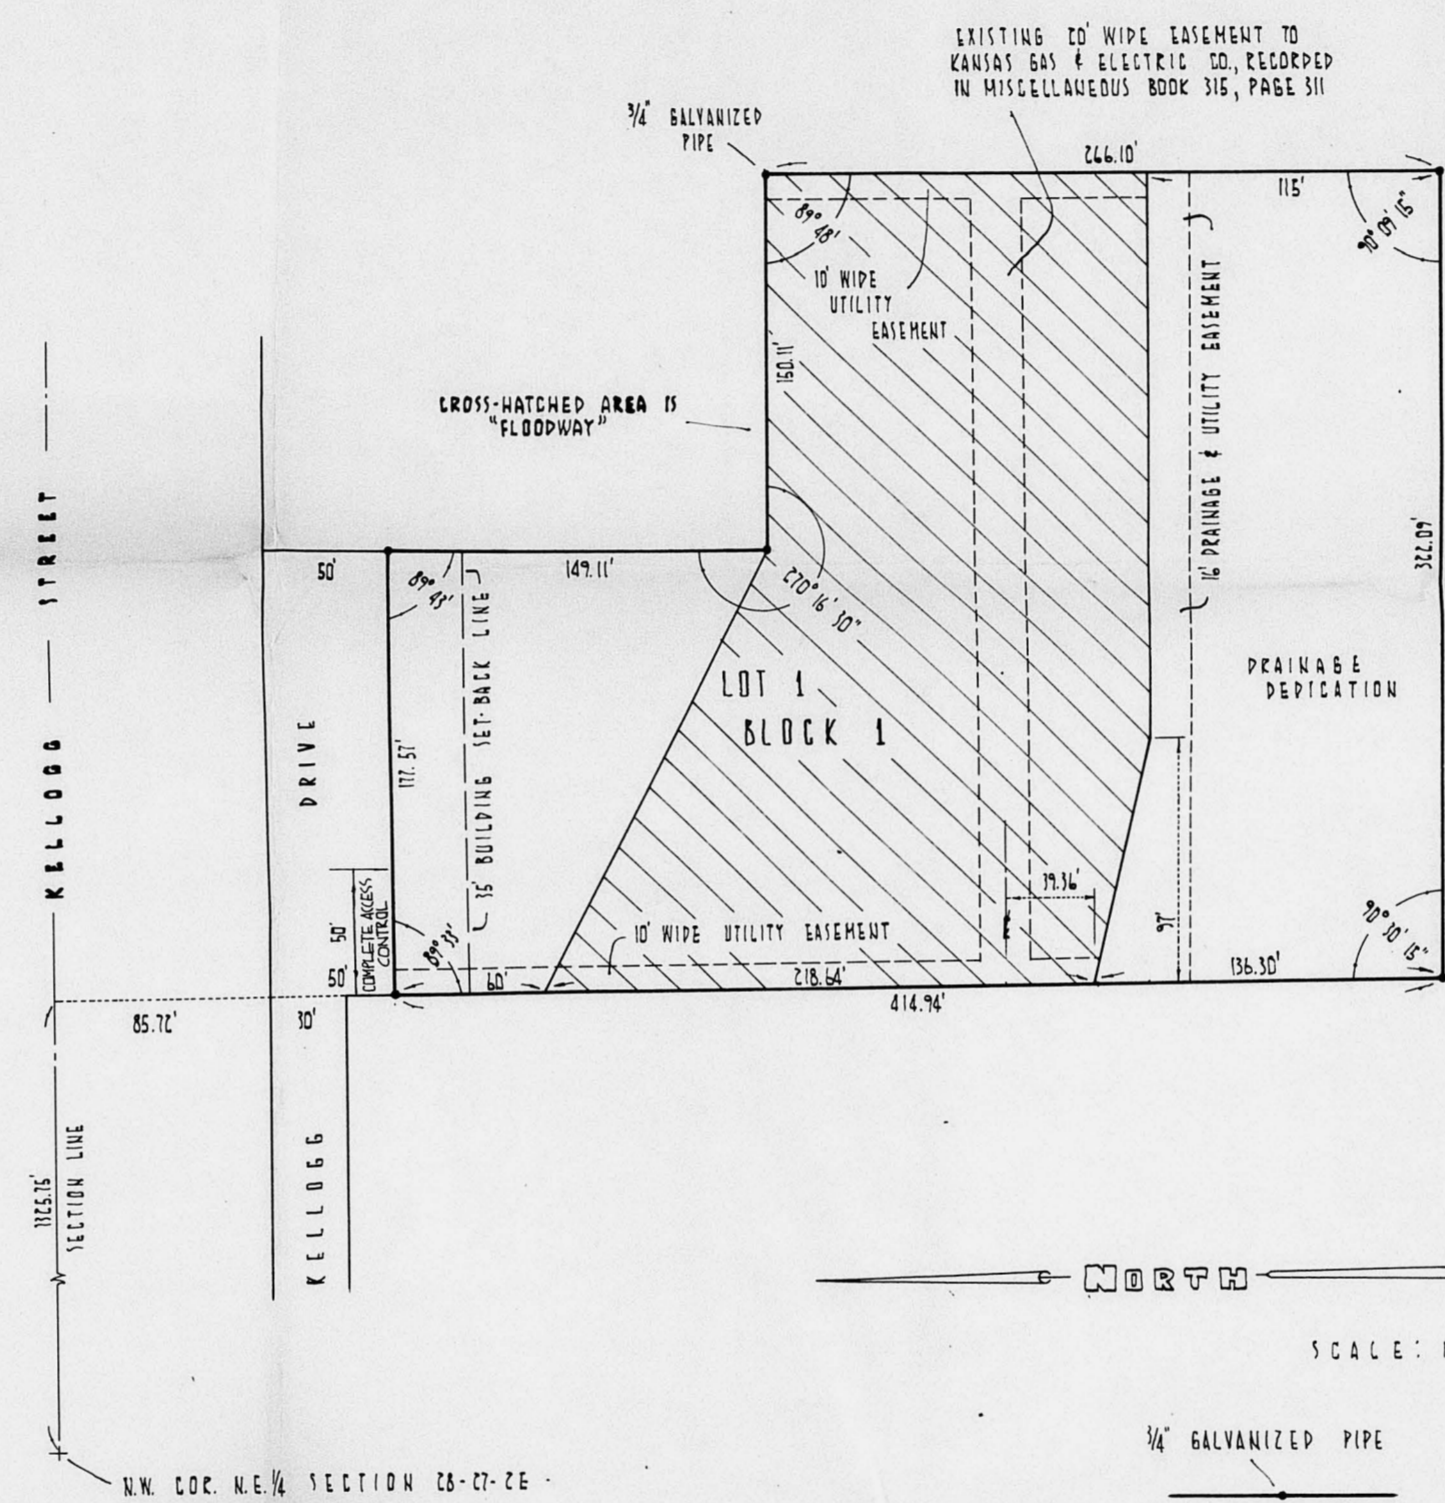 EXISTING 20' WIDE EASEMENT TO
KANSAS GAS & ELECTRIC CO., RECORDED
IN MISCELLANEOUS BOOK 315, PAGE 311
3/4" GALVANIZED
PIPE
266.10'
115'
89°
48'
90° 09' 15"
10' WIDE
UTILITY
EASEMENT
16' DRAINAGE & UTILITY EASEMENT
150.11'
CROSS-HATCHED AREA IS
"FLOODWAY"
KELLOGG STREET
50'
89°
43'
149.11'
270° 16' 30"
322.09'
35' BUILDING SET-BACK LINE
LOT 1
BLOCK 1
DRAINAGE
DEDICATION
DRIVE
177.57'
39.36'
97'
50'
COMPLETE ACCESS
CONTROL
89° 33'
10' WIDE UTILITY EASEMENT
90° 30' 15"
50'
60'
218.64'
136.30'
414.94'
85.72'
30'
SECTION LINE
KELLOGG
NORTH
SCALE:
3/4" GALVANIZED PIPE
N.W. COR. N.E. 1/4 SECTION 28-27-2E